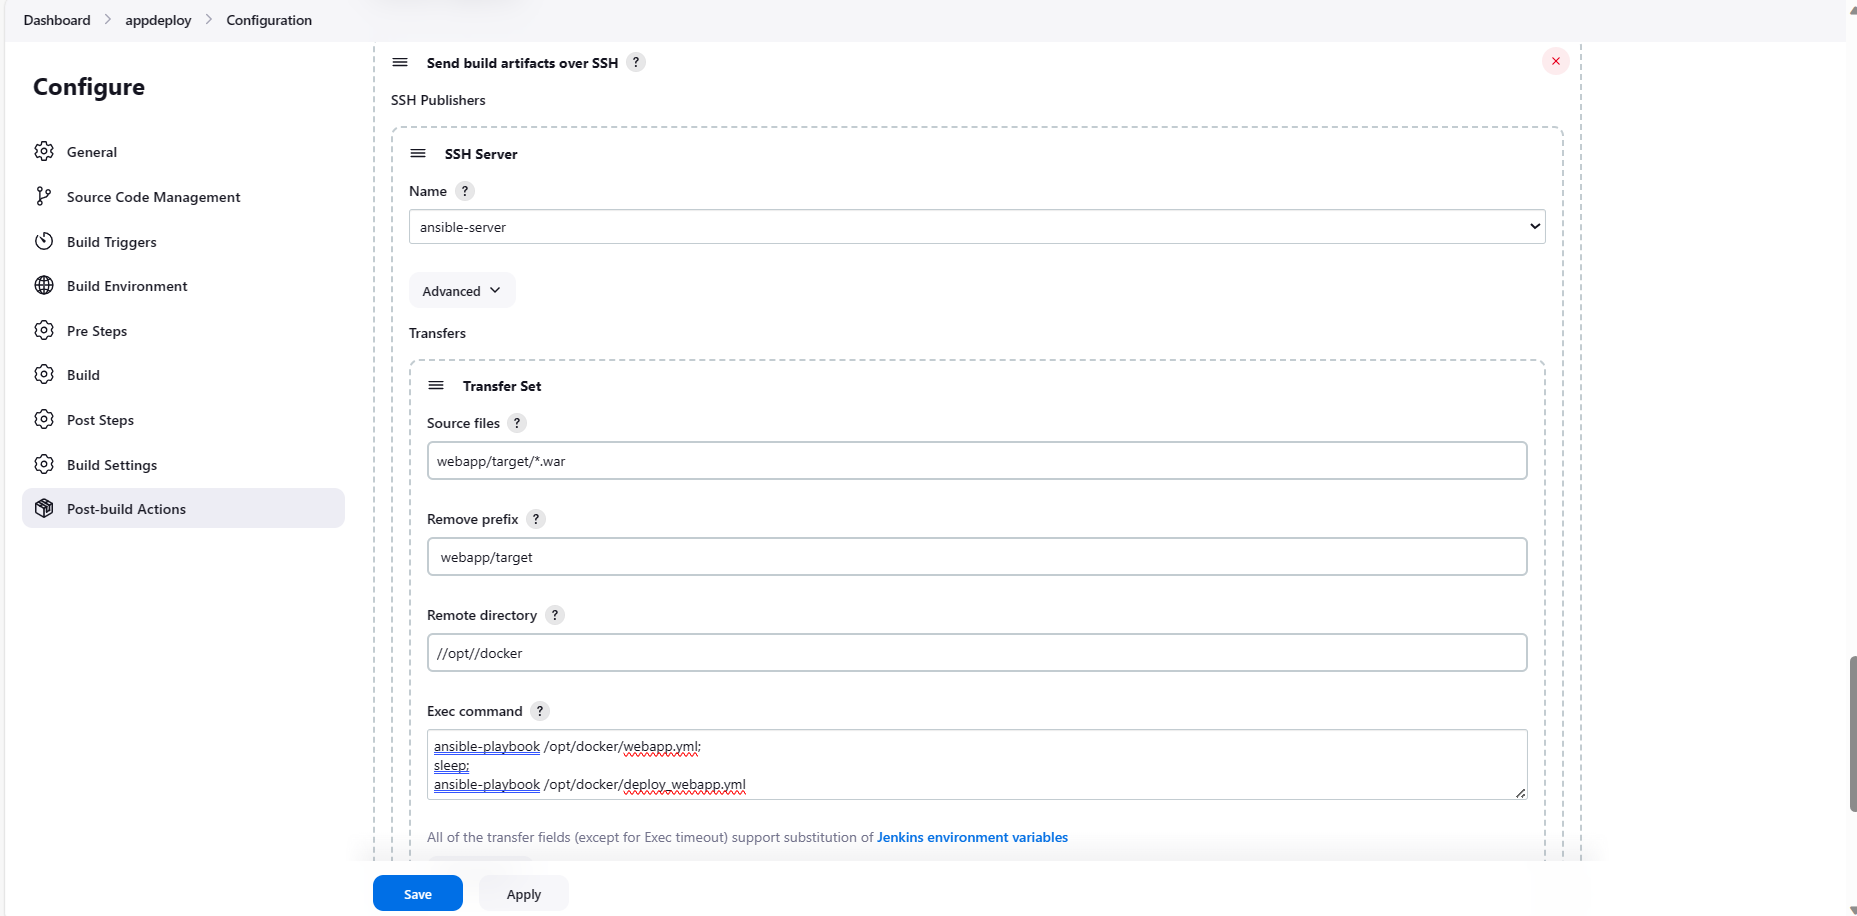 Dashboard > appdeploy > Configuration
Configure
General
Source Code Management
Build Triggers
Build Environment
Pre Steps
Build
Post Steps
Build Settings
Post-build Actions
Send build artifacts over SSH ?
SSH Publishers
SSH Server
Name ?
ansible-server
Advanced
Transfers
Transfer Set
Source files ?
webapp/target/*.war
Remove prefix ?
webapp/target
Remote directory ?
//opt//docker
Exec command ?
ansible-playbook /opt/docker/webapp.yml;
sleep;
ansible-playbook /opt/docker/deploy_webapp.yml
All of the transfer fields (except for Exec timeout) support substitution of Jenkins environment variables
Save
Apply